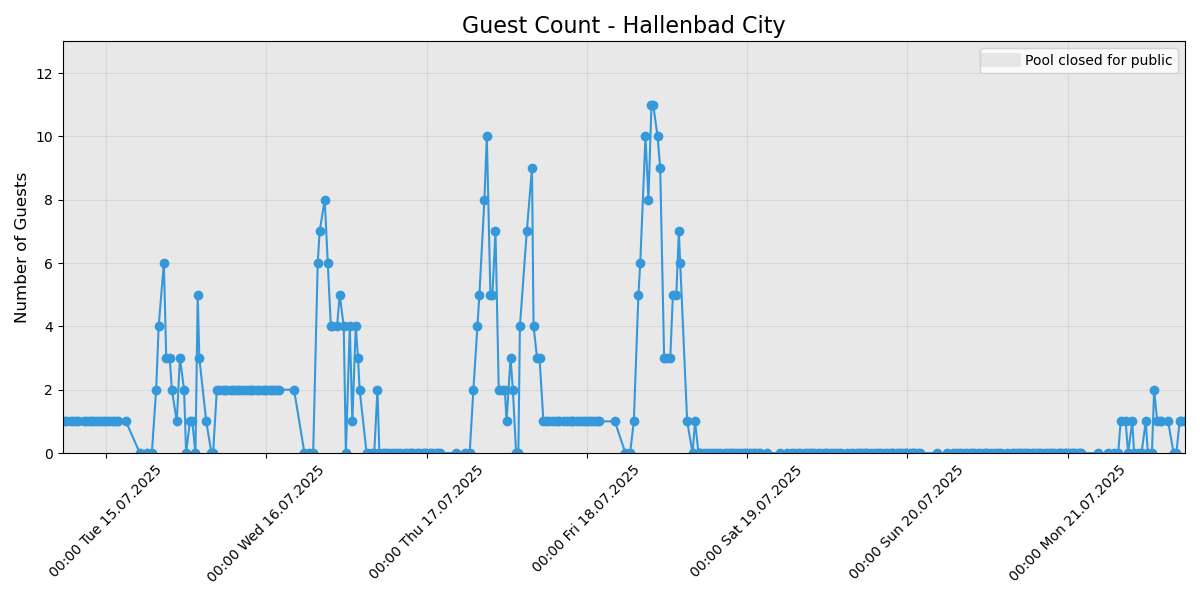 Guest Count - Hallenbad City
Pool closed for public
Number of Guests
12
10
8
6
4
2
0
00:00 Tue 15.07.2025
00:00 Wed 16.07.2025
00:00 Thu 17.07.2025
00:00 Fri 18.07.2025
00:00 Sat 19.07.2025
00:00 Sun 20.07.2025
00:00 Mon 21.07.2025